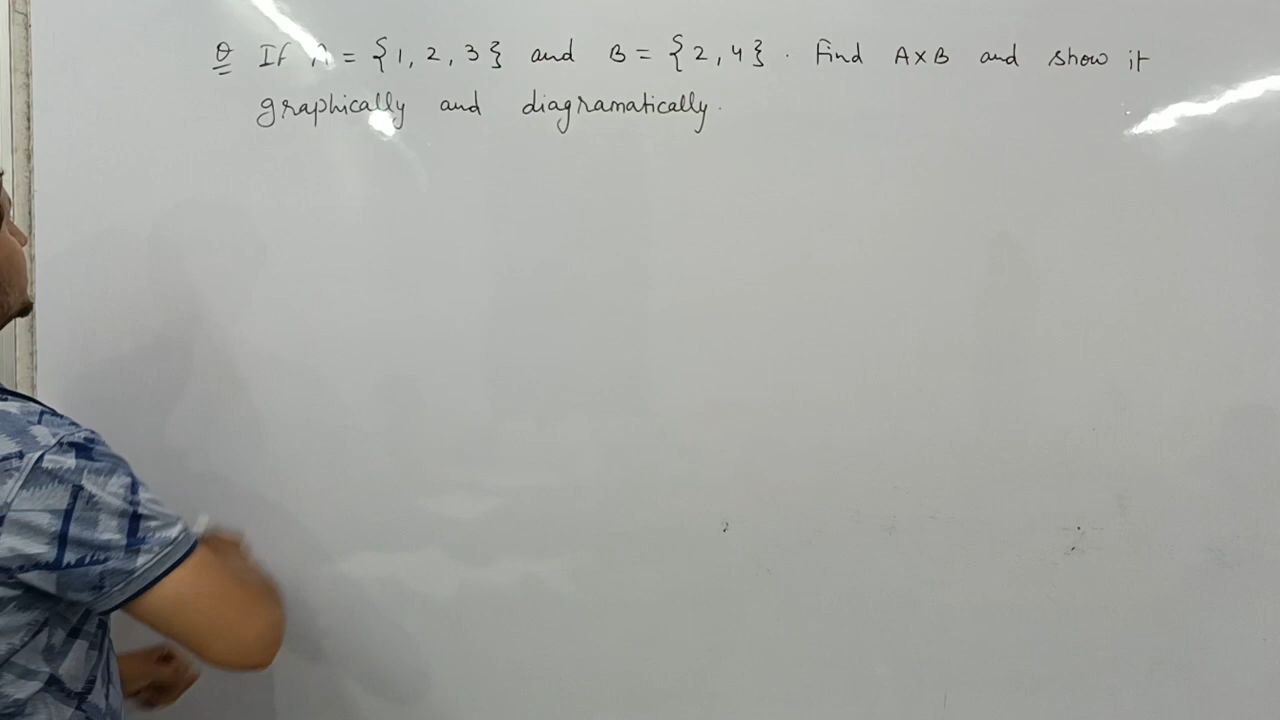 Q If A = {1, 2, 3} and B = {2, 4}. Find A×B and show it
graphically and diagramatically.